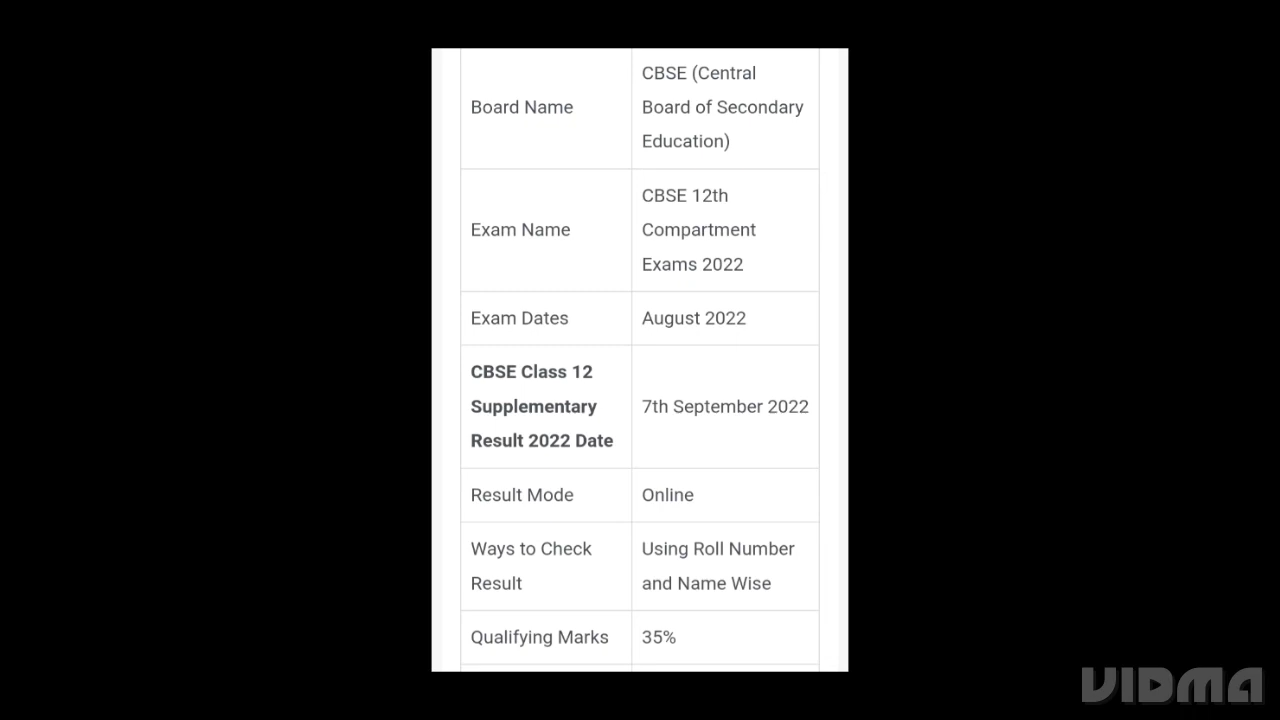 Board Name
CBSE (Central
Board of Secondary
Education)
Exam Name
CBSE 12th
Compartment
Exams 2022
Exam Dates
August 2022
CBSE Class 12
Supplementary
Result 2022 Date
7th September 2022
Result Mode
Online
Ways to Check
Result
Using Roll Number
and Name Wise
Qualifying Marks
35%
VIDMA